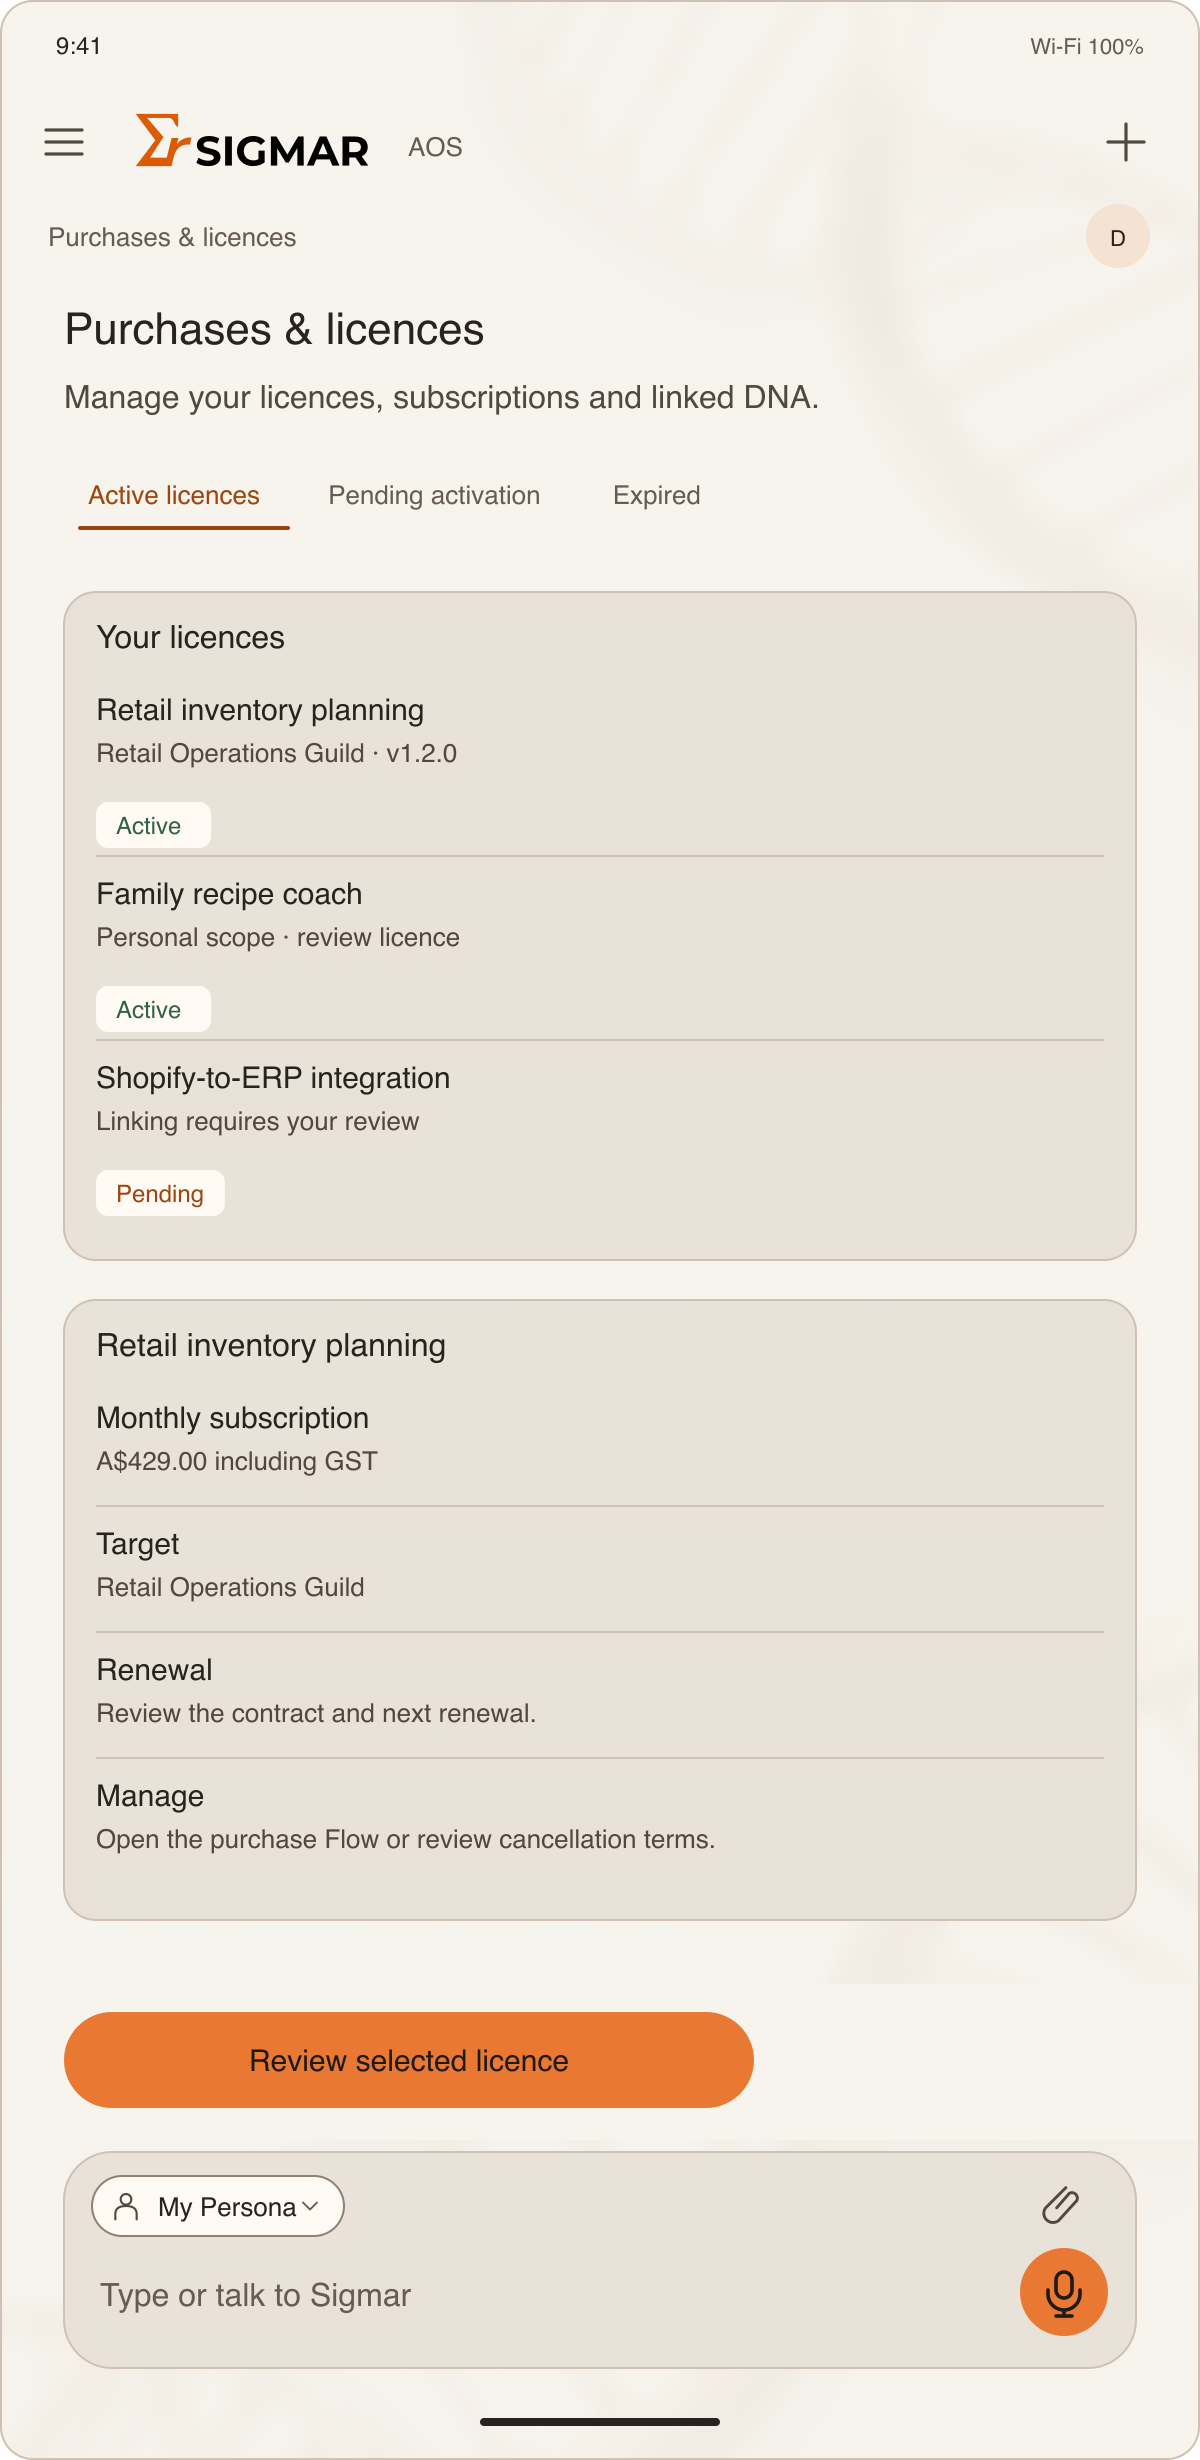 9:41
Wi-Fi 100%
Σr SIGMAR AOS
Purchases & licences
D
Purchases & licences
Manage your licences, subscriptions and linked DNA.
Active licences
Pending activation
Expired
Your licences
Retail inventory planning
Retail Operations Guild · v1.2.0
Active
Family recipe coach
Personal scope · review licence
Active
Shopify-to-ERP integration
Linking requires your review
Pending
Retail inventory planning
Monthly subscription
A$429.00 including GST
Target
Retail Operations Guild
Renewal
Review the contract and next renewal.
Manage
Open the purchase Flow or review cancellation terms.
Review selected licence
My Persona
Type or talk to Sigmar